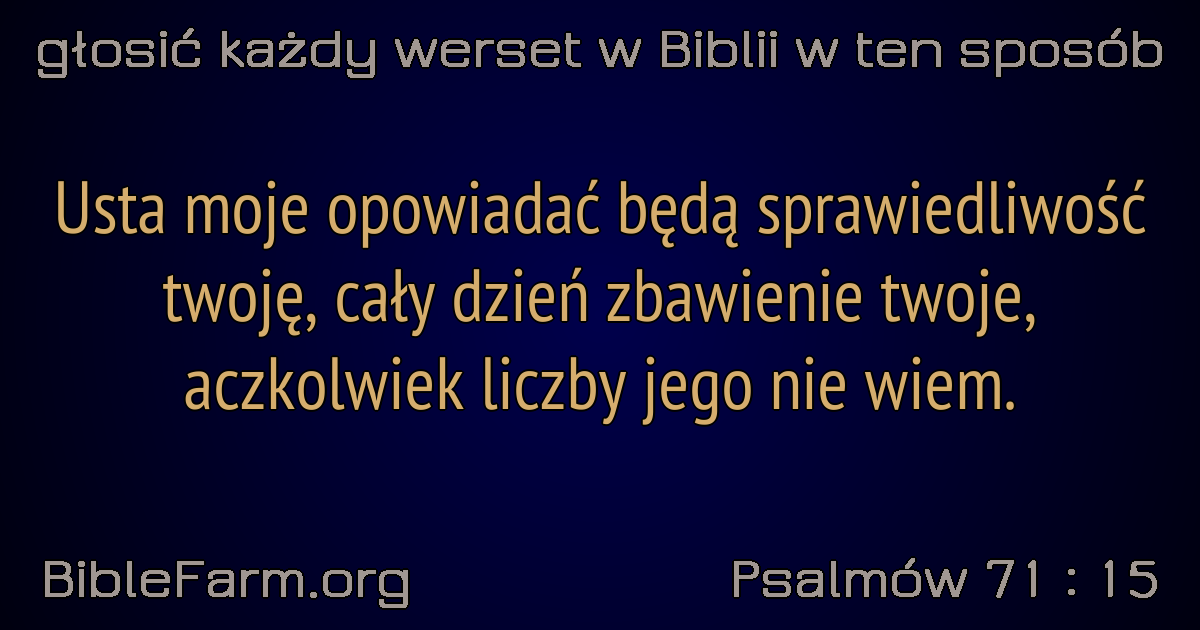 głosić każdy werset w Biblii w ten sposób
Usta moje opowiadać będą sprawiedliwość
twoję, cały dzień zbawienie twoje,
aczkolwiek liczby jego nie wiem.
BibleFarm.org
Psalmów 71 : 15